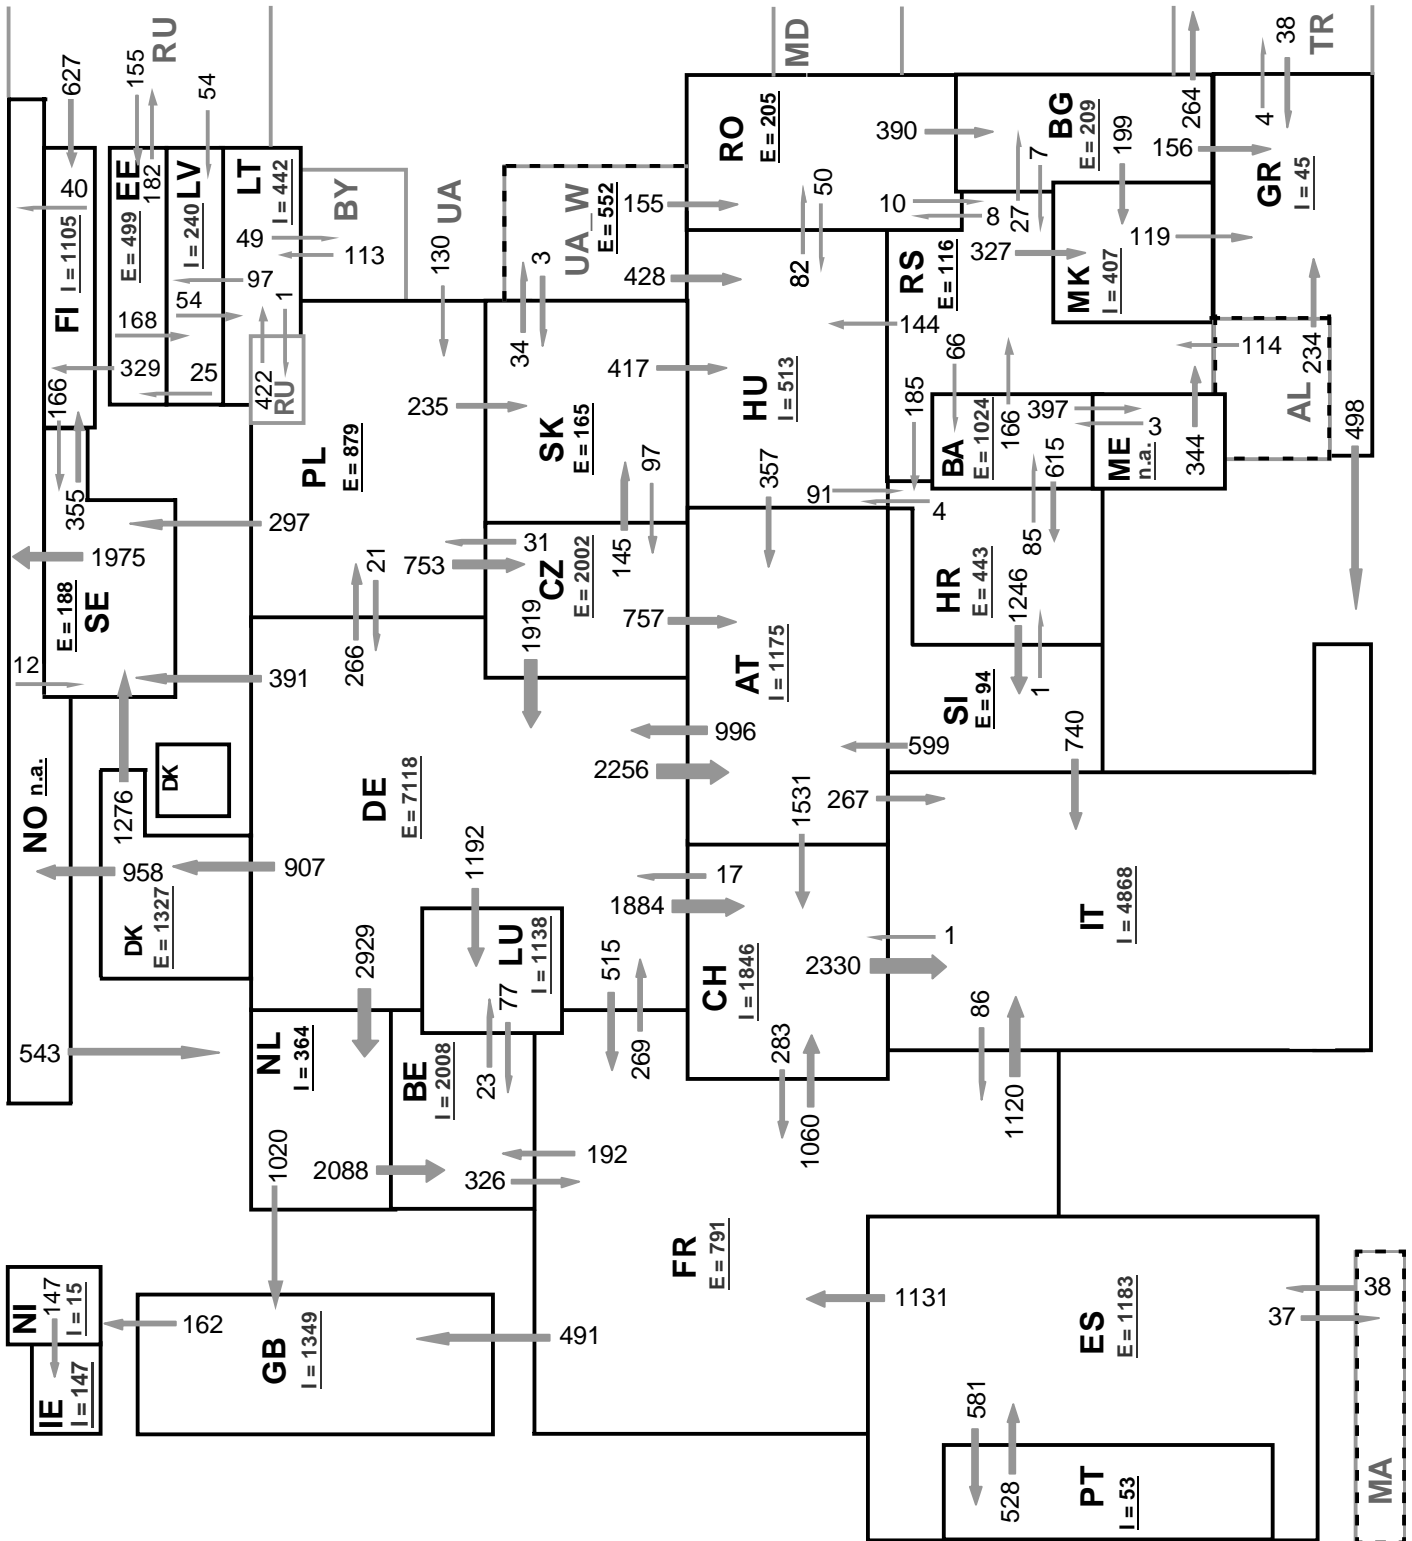 627
155
RU
54
MD
264
38
TR
4
40
FI
I = 1105
EE
E = 499
182
LV
I = 240
LT
I = 442
BY
UA
130
49
113
97
54
1
168
329
25
166
422
RU
355
UA_W
E = 552
155
3
428
34
RO
E = 205
390
50
82
10
8
27
7
BG
E = 209
199
156
GR
I = 45
RS
E = 116
327
MK
I = 407
119
144
66
114
AL
234
185
BA
E = 1024
166
397
3
615
ME
n.a.
344
498
PL
E = 879
235
SK
E = 165
417
97
145
HU
I = 513
357
91
4
297
1975
SE
E = 188
12
391
21
266
753
31
CZ
E = 2002
1919
757
AT
I = 1175
HR
E = 443
85
1246
1
SI
E = 94
740
599
996
2256
267
1531
NO n.a.
1276
DK
958
907
DK
E = 1327
DE
E = 7118
1192
2929
LU
I = 1138
17
1884
CH
I = 1846
1
2330
IT
I = 4868
515
269
283
1060
86
1120
543
NL
I = 364
BE
I = 2008
77
23
1020
2088
192
326
FR
E = 791
NI
I = 15
147
IE
I = 147
162
GB
I = 1349
491
1131
ES
E = 1183
38
37
MA
581
528
PT
I = 53